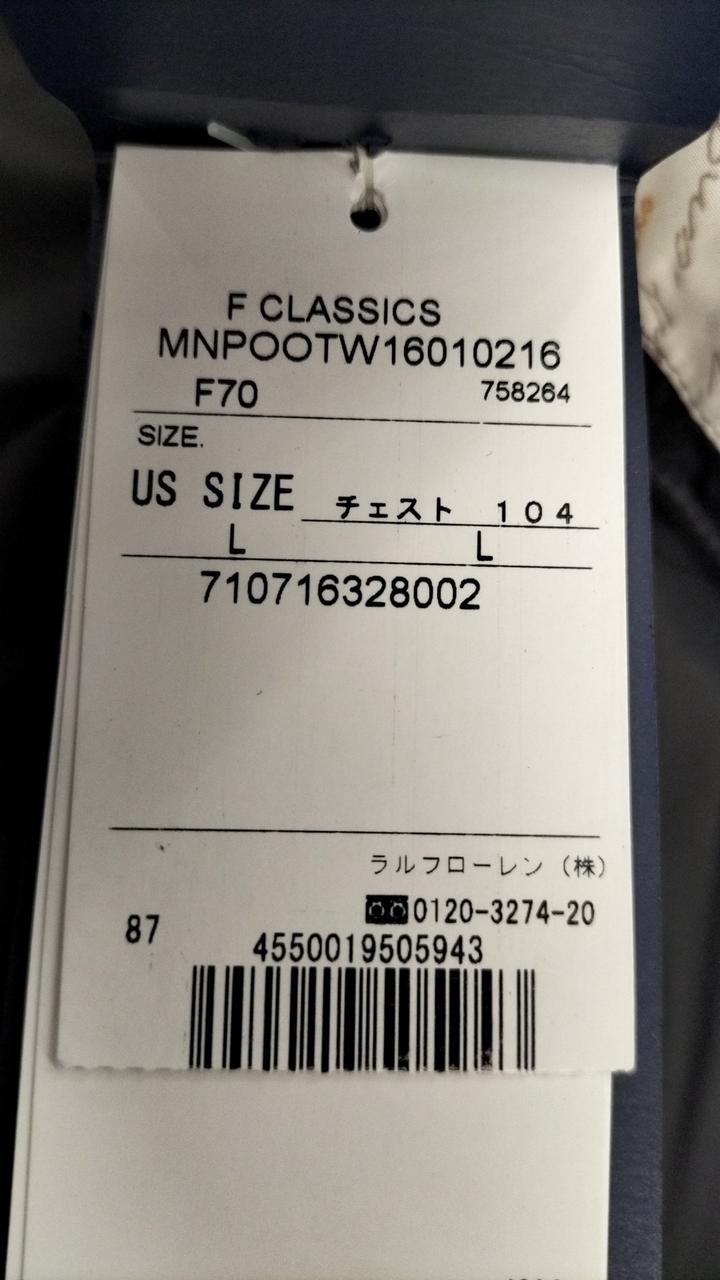 F CLASSICS
MNPOOTW16010216
F70 758264
SIZE.
US SIZE チェスト 104
L L
710716328002
ラルフローレン（株）
0120-3274-20
87
4550019505943